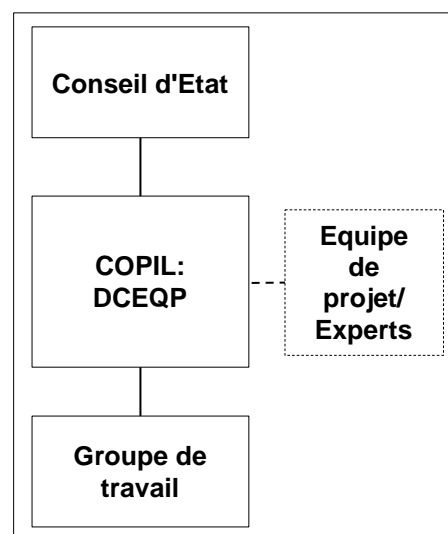 Conseil d'Etat
COPIL:
DCEQP
Equipe
de
projet/
Experts
Groupe de
travail